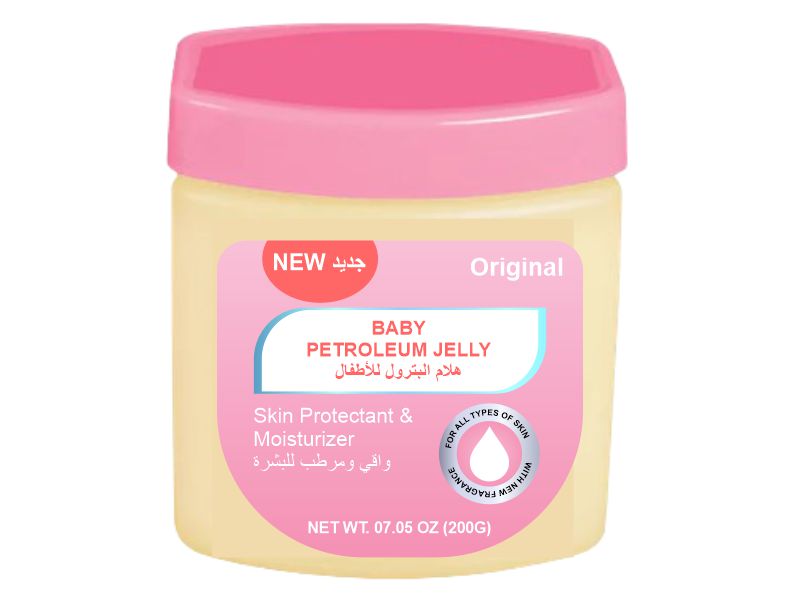 NEW جديد
Original
BABY
PETROLEUM JELLY
هلام البترول للأطفال
Skin Protectant &
Moisturizer
واقي ومرطب للبشرة
FOR ALL TYPES OF SKIN
WITH NEW FRAGRANCE
NET WT. 07.05 OZ (200G)